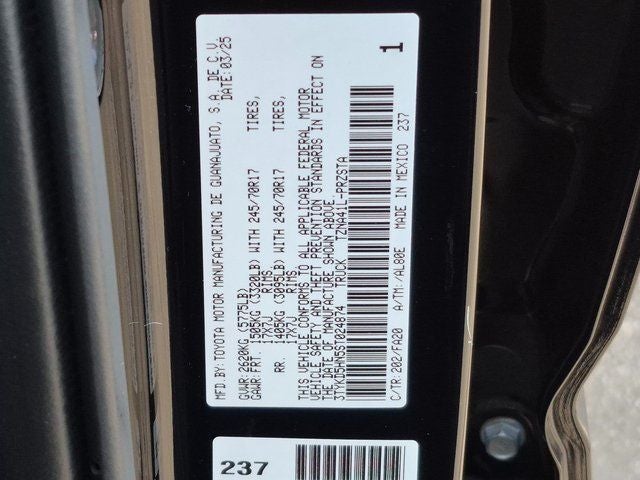 MFD.BY:TOYOTA MOTOR MANUFACTURING DE GUANAJUATO, S.A. DE C.V.
DATE:03/25
GVWR:2620KG (5775LB)
GAWR:FRT. 1505KG (3320LB) WITH 245/70R17 TIRES,
17X7J RIMS
RR. 1405KG (3095LB) WITH 245/70R17 TIRES,
17X7J RIMS
THIS VEHICLE CONFORMS TO ALL APPLICABLE FEDERAL MOTOR
VEHICLE SAFETY AND THEFT PREVENTION STANDARDS IN EFFECT ON
THE DATE OF MANUFACTURE SHOWN ABOVE.
3TYKD5HN5ST024874 TRUCK TZNA41L-PRZSTA
C/TR:202/FA20 A/TM: /AL80E MADE IN MEXICO 237
1
237